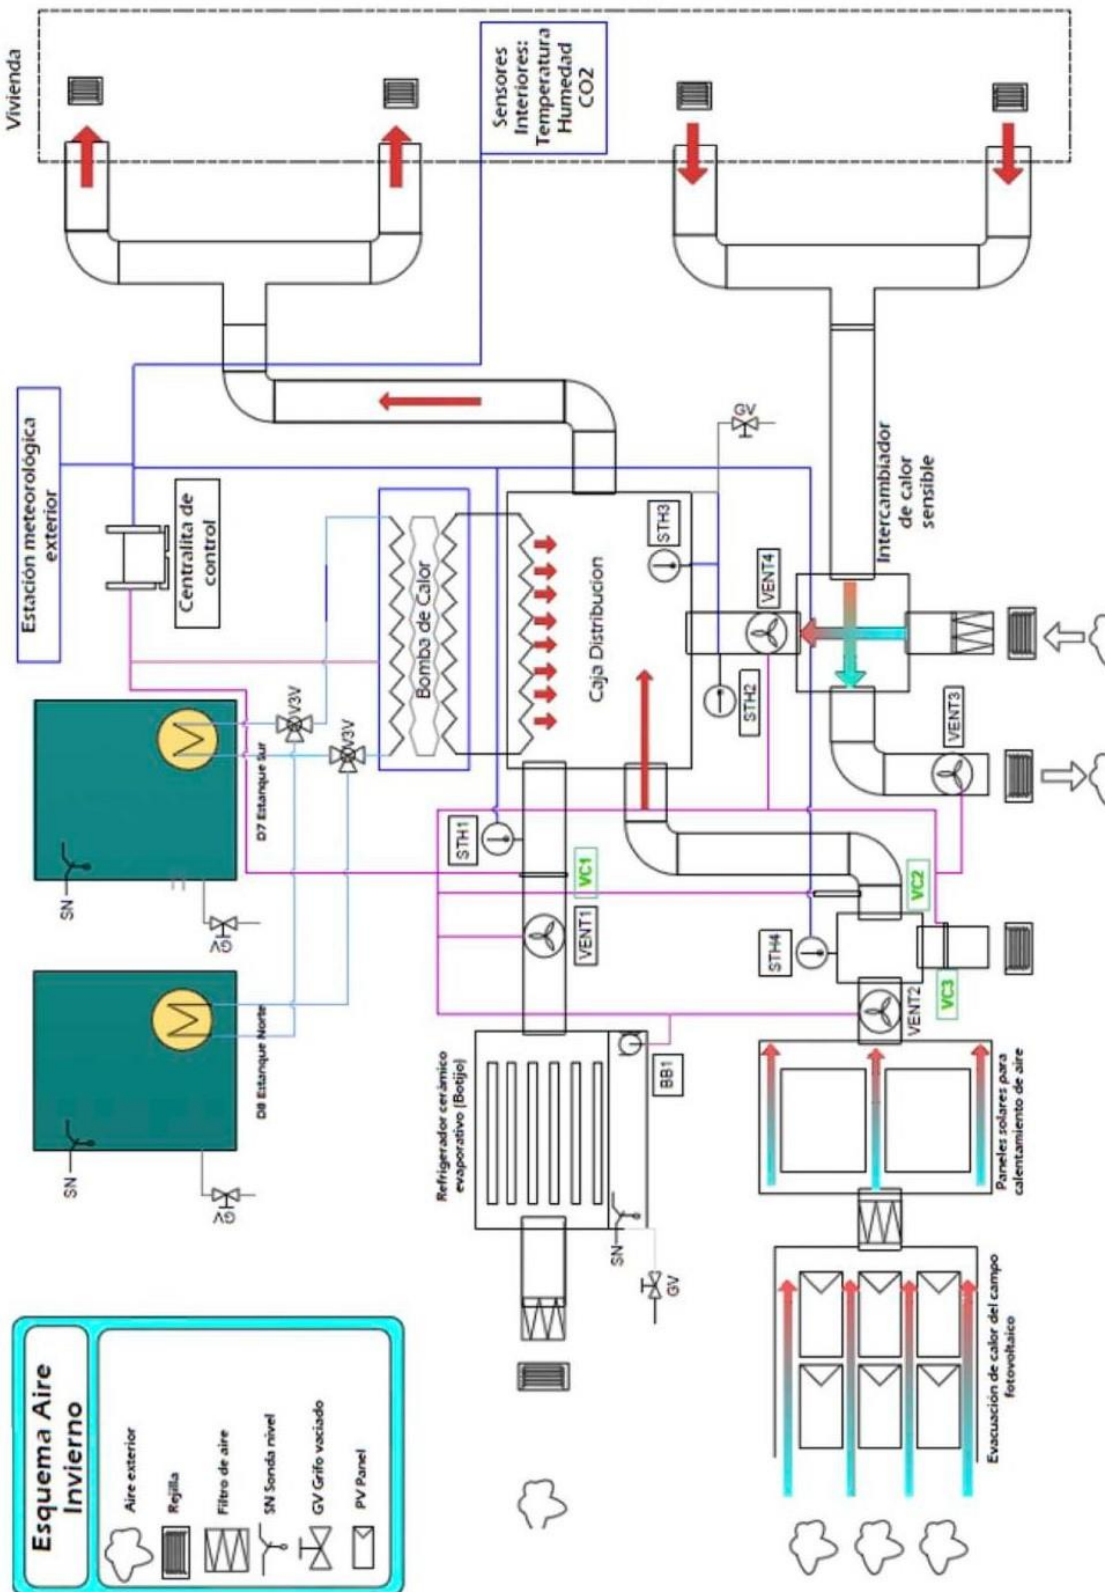 Esquema Aire
Invierno
Aire exterior
Rejilla
Filtro de aire
SN Sonda nivel
GV Grifo vaciado
PV Panel
SN
GV
D8 Estanque Norte
SN
GV
D7 Estanque Sur
V3V
V3V
Estación meteorológica
exterior
Centralita de
control
Vivienda
Sensores
Interiores:
Temperatura
Humedad
CO2
Bomba de Calor
Refrigerador cerámico
evaporativo (Botijo)
SN
GV
BB1
VENT1
VC1
STH1
Caja Distribucion
STH3
GV
STH2
VENT4
Intercambiador
de calor
sensible
VENT3
STH4
VC2
VC3
VENT2
Paneles solares para
calentamiento de aire
Evacuación de calor del campo
fotovoltaico